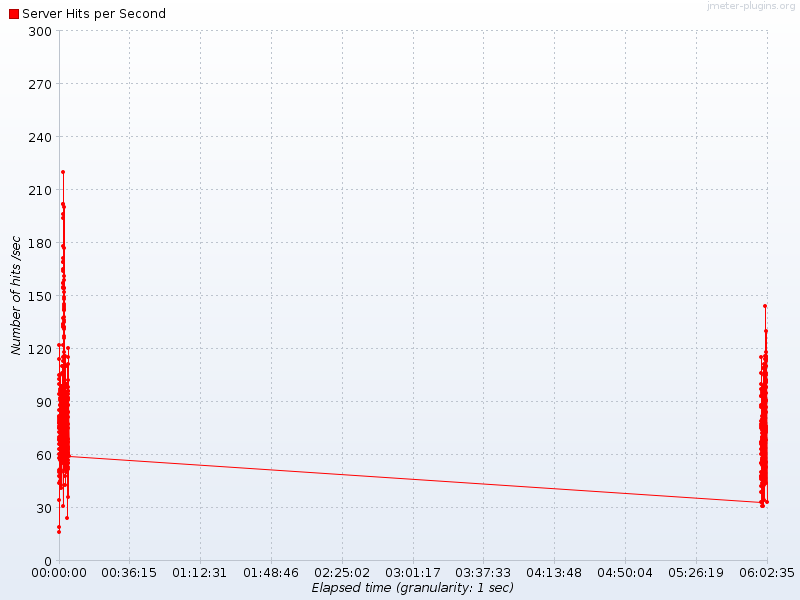 jmeter-plugins.org
Server Hits per Second
300
270
240
210
180
150
120
90
60
30
0
Number of hits /sec
00:00:00 00:36:15 01:12:31 01:48:46 02:25:02 03:01:17 03:37:33 04:13:48 04:50:04 05:26:19 06:02:35
Elapsed time (granularity: 1 sec)